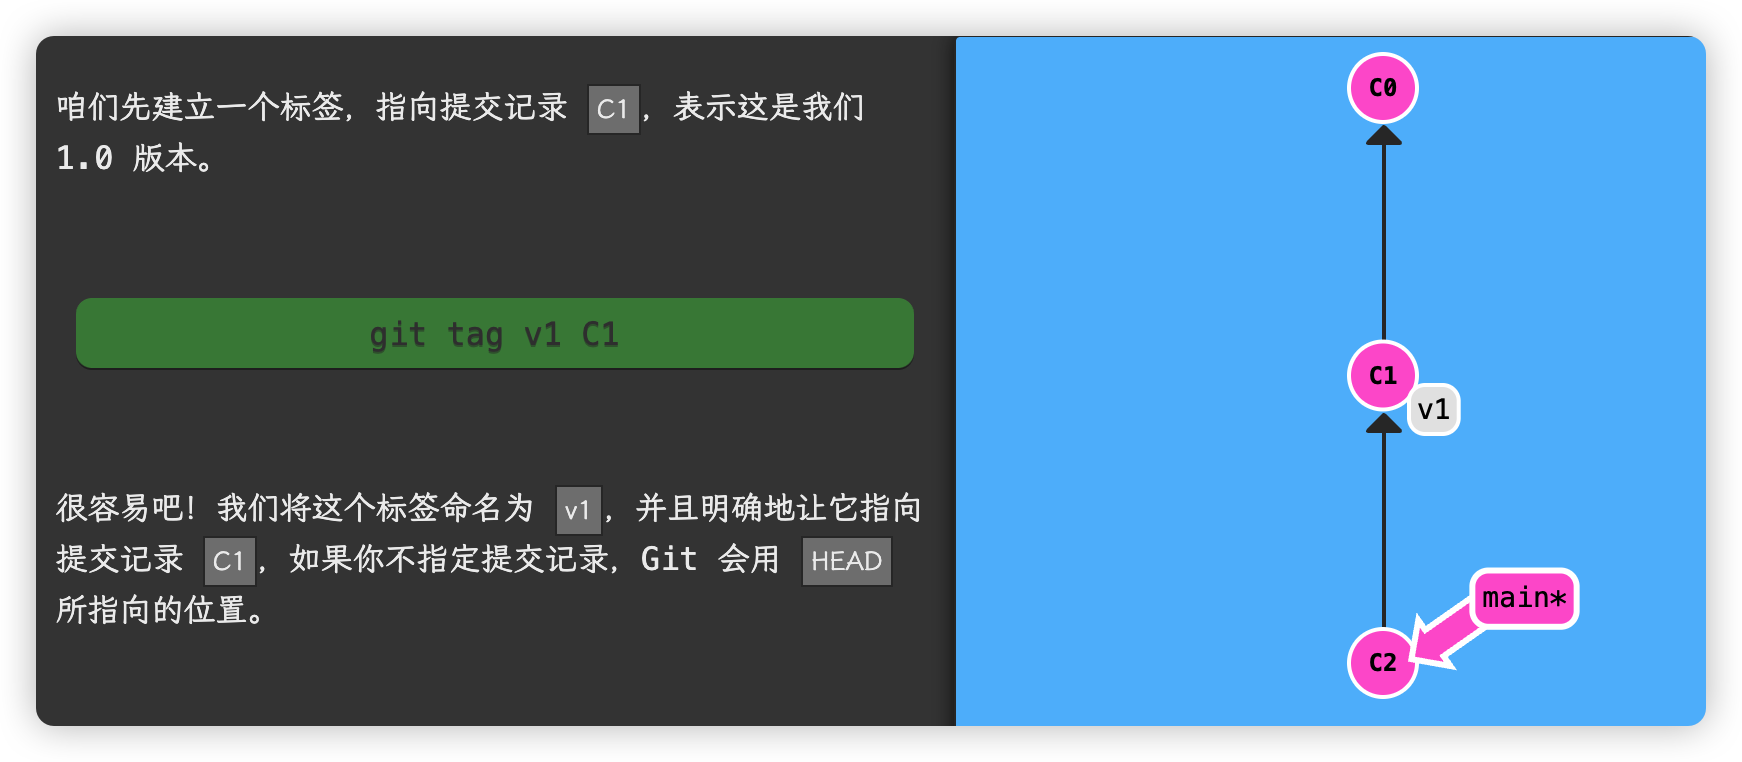 咱们先建立一个标签，指向提交记录 C1，表示这是我们
1.0 版本。
git tag v1 C1
很容易吧！我们将这个标签命名为 v1，并且明确地让它指向
提交记录 C1，如果你不指定提交记录，Git 会用 HEAD
所指向的位置。
C0
C1
v1
main*
C2